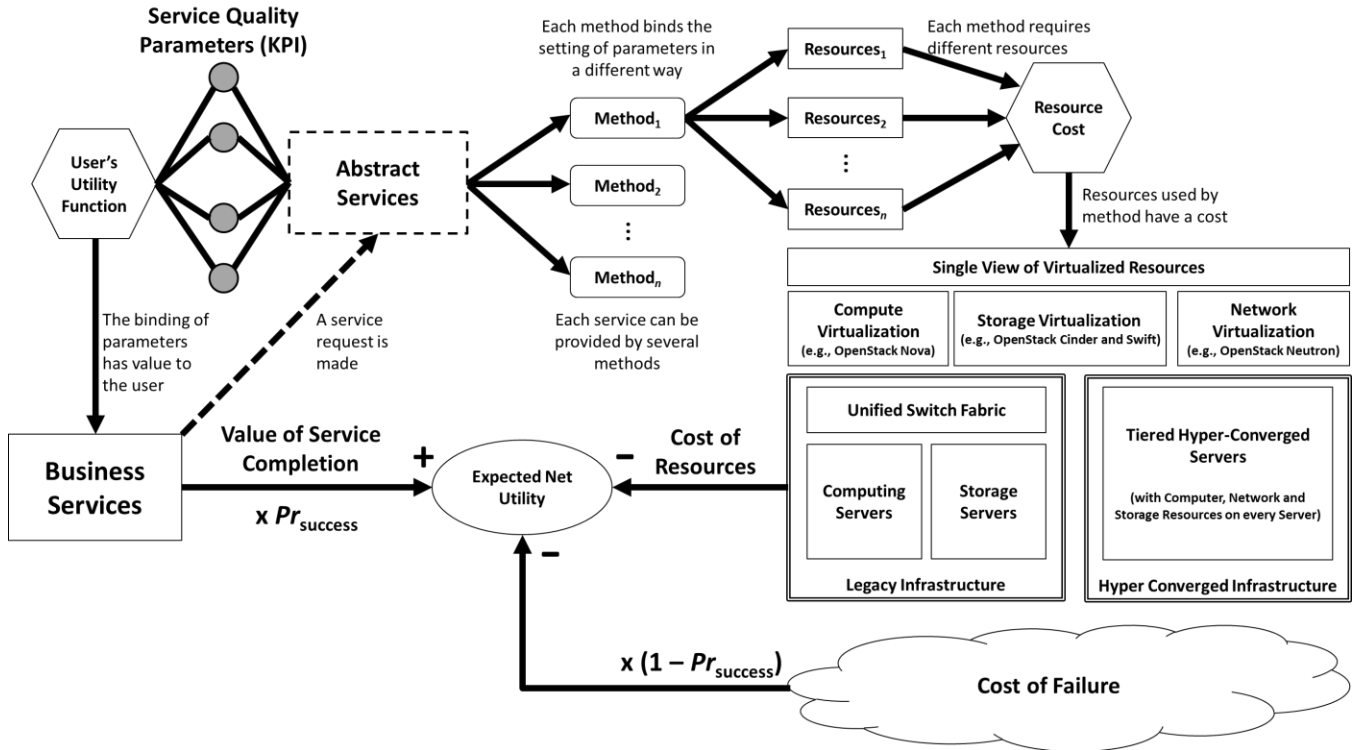 Service Quality
Parameters (KPI)
User's
Utility
Function
Abstract
Services
Each method binds the
setting of parameters in
a different way
Method1
Method2
⋮
Methodn
Each service can be
provided by several
methods
Resources1
Resources2
⋮
Resourcesn
Each method requires
different resources
Resource
Cost
Resources used by
method have a cost
The binding of
parameters
has value to
the user
A service
request is
made
Single View of Virtualized Resources
Compute
Virtualization
(e.g., OpenStack Nova)
Storage Virtualization
(e.g., OpenStack Cinder and Swift)
Network
Virtualization
(e.g., OpenStack Neutron)
Unified Switch Fabric
Computing
Servers
Storage
Servers
Legacy Infrastructure
Tiered Hyper-Converged
Servers
(with Computer, Network and
Storage Resources on every Server)
Hyper Converged Infrastructure
Business
Services
Value of Service
Completion
+
x Prsuccess
Expected Net
Utility
–
Cost of
Resources
–
x (1 – Prsuccess)
Cost of Failure